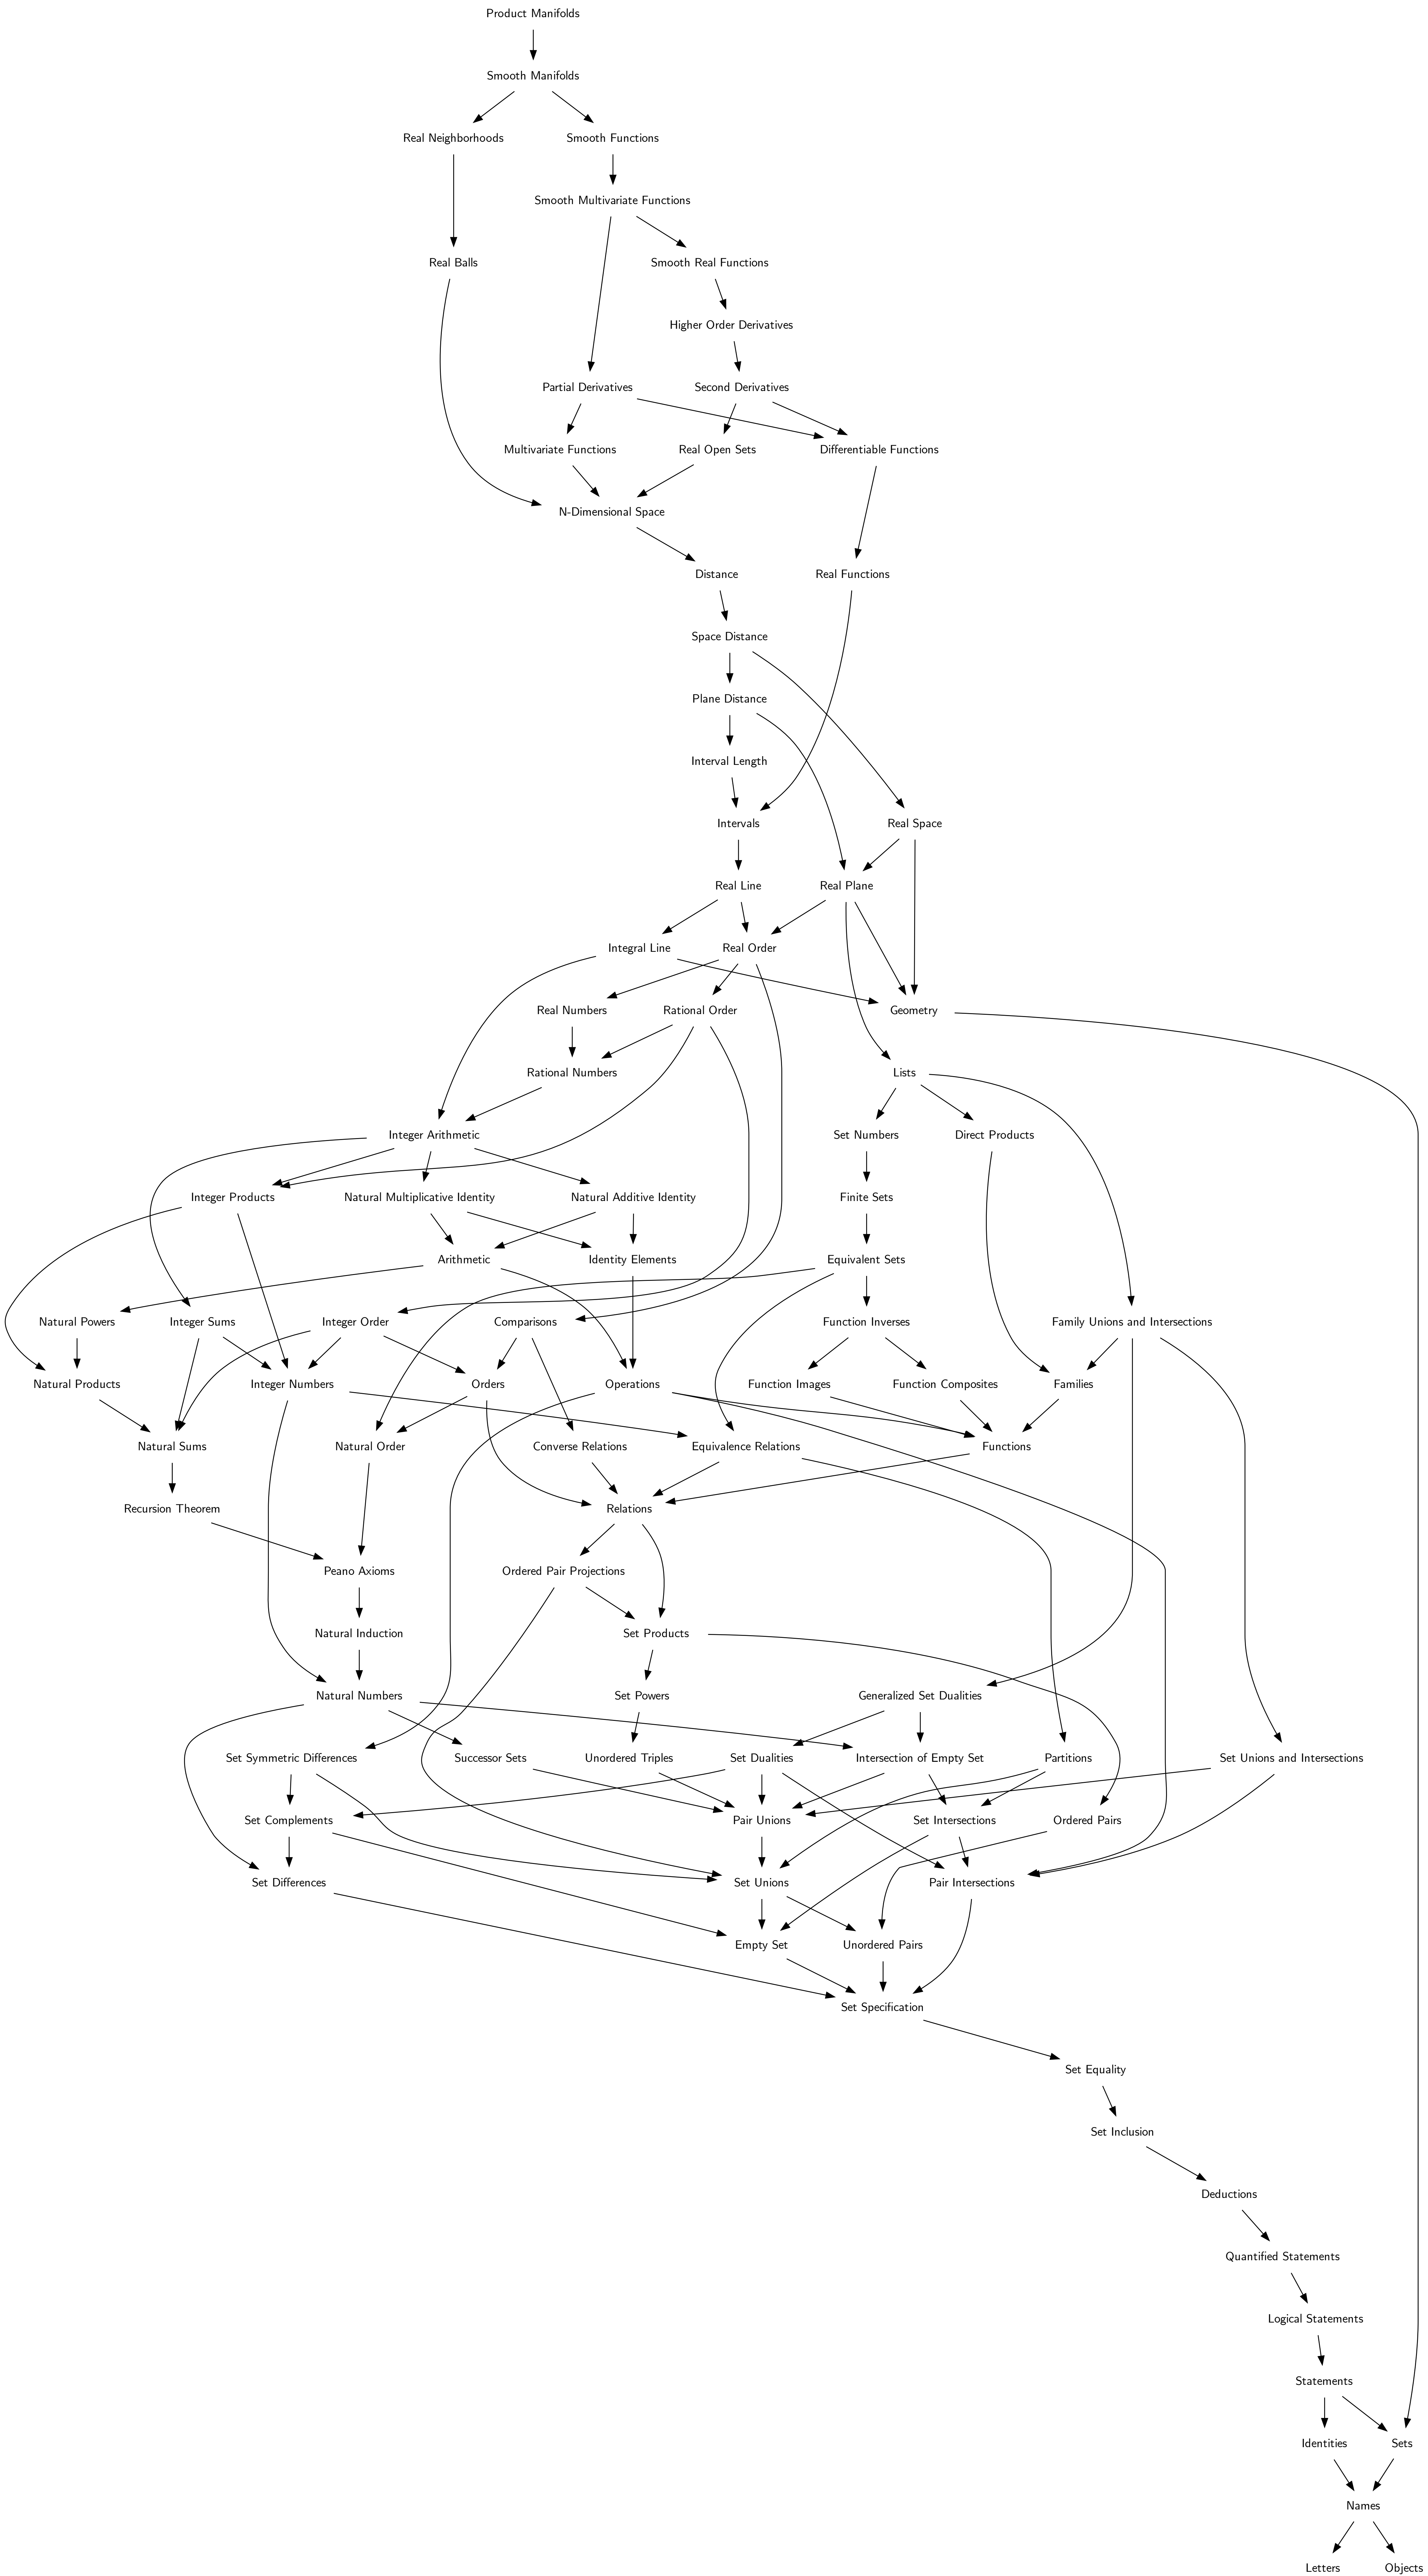 Product Manifolds
Smooth Manifolds
Real Neighborhoods
Smooth Functions
Smooth Multivariate Functions
Real Balls
Smooth Real Functions
Higher Order Derivatives
Partial Derivatives
Second Derivatives
Multivariate Functions
Real Open Sets
Differentiable Functions
N-Dimensional Space
Distance
Real Functions
Space Distance
Plane Distance
Interval Length
Intervals
Real Space
Real Line
Real Plane
Integral Line
Real Order
Real Numbers
Rational Order
Geometry
Rational Numbers
Lists
Integer Arithmetic
Set Numbers
Direct Products
Integer Products
Natural Multiplicative Identity
Natural Additive Identity
Finite Sets
Arithmetic
Identity Elements
Equivalent Sets
Natural Powers
Integer Sums
Integer Order
Comparisons
Function Inverses
Family Unions and Intersections
Natural Products
Integer Numbers
Orders
Operations
Function Images
Function Composites
Families
Natural Sums
Natural Order
Converse Relations
Equivalence Relations
Functions
Recursion Theorem
Relations
Peano Axioms
Ordered Pair Projections
Natural Induction
Set Products
Natural Numbers
Set Powers
Generalized Set Dualities
Set Symmetric Differences
Successor Sets
Unordered Triples
Set Dualities
Intersection of Empty Set
Partitions
Set Unions and Intersections
Set Complements
Pair Unions
Set Intersections
Ordered Pairs
Set Differences
Set Unions
Pair Intersections
Empty Set
Unordered Pairs
Set Specification
Set Equality
Set Inclusion
Deductions
Quantified Statements
Logical Statements
Statements
Identities
Sets
Names
Letters
Objects